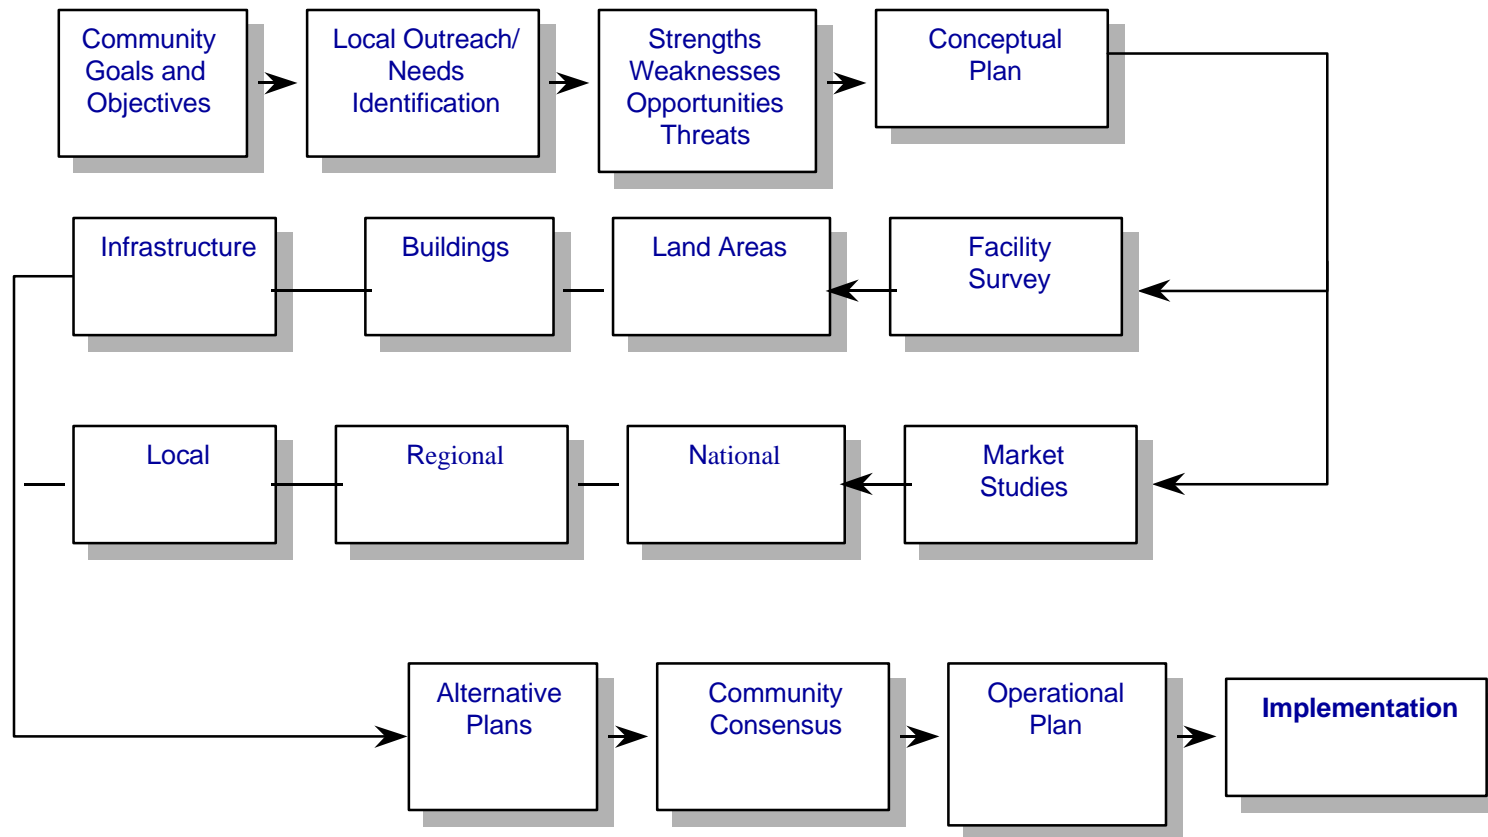 Community
Goals and
Objectives
Local Outreach/
Needs
Identification
Strengths
Weaknesses
Opportunities
Threats
Conceptual
Plan
Infrastructure
Buildings
Land Areas
Facility
Survey
Local
Regional
National
Market
Studies
Alternative
Plans
Community
Consensus
Operational
Plan
Implementation